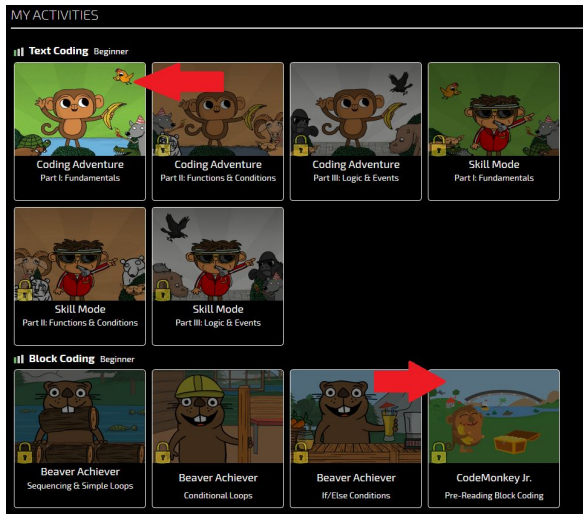 MY ACTIVITIES
Text Coding Beginner
Coding Adventure
Part I: Fundamentals
Coding Adventure
Part II: Functions & Conditions
Coding Adventure
Part III: Logic & Events
Skill Mode
Part I: Fundamentals
Skill Mode
Part II: Functions & Conditions
Skill Mode
Part III: Logic & Events
Block Coding Beginner
Beaver Achiever
Sequencing & Simple Loops
Beaver Achiever
Conditional Loops
Beaver Achiever
If/Else Conditions
CodeMonkey Jr.
Pre-Reading Block Coding